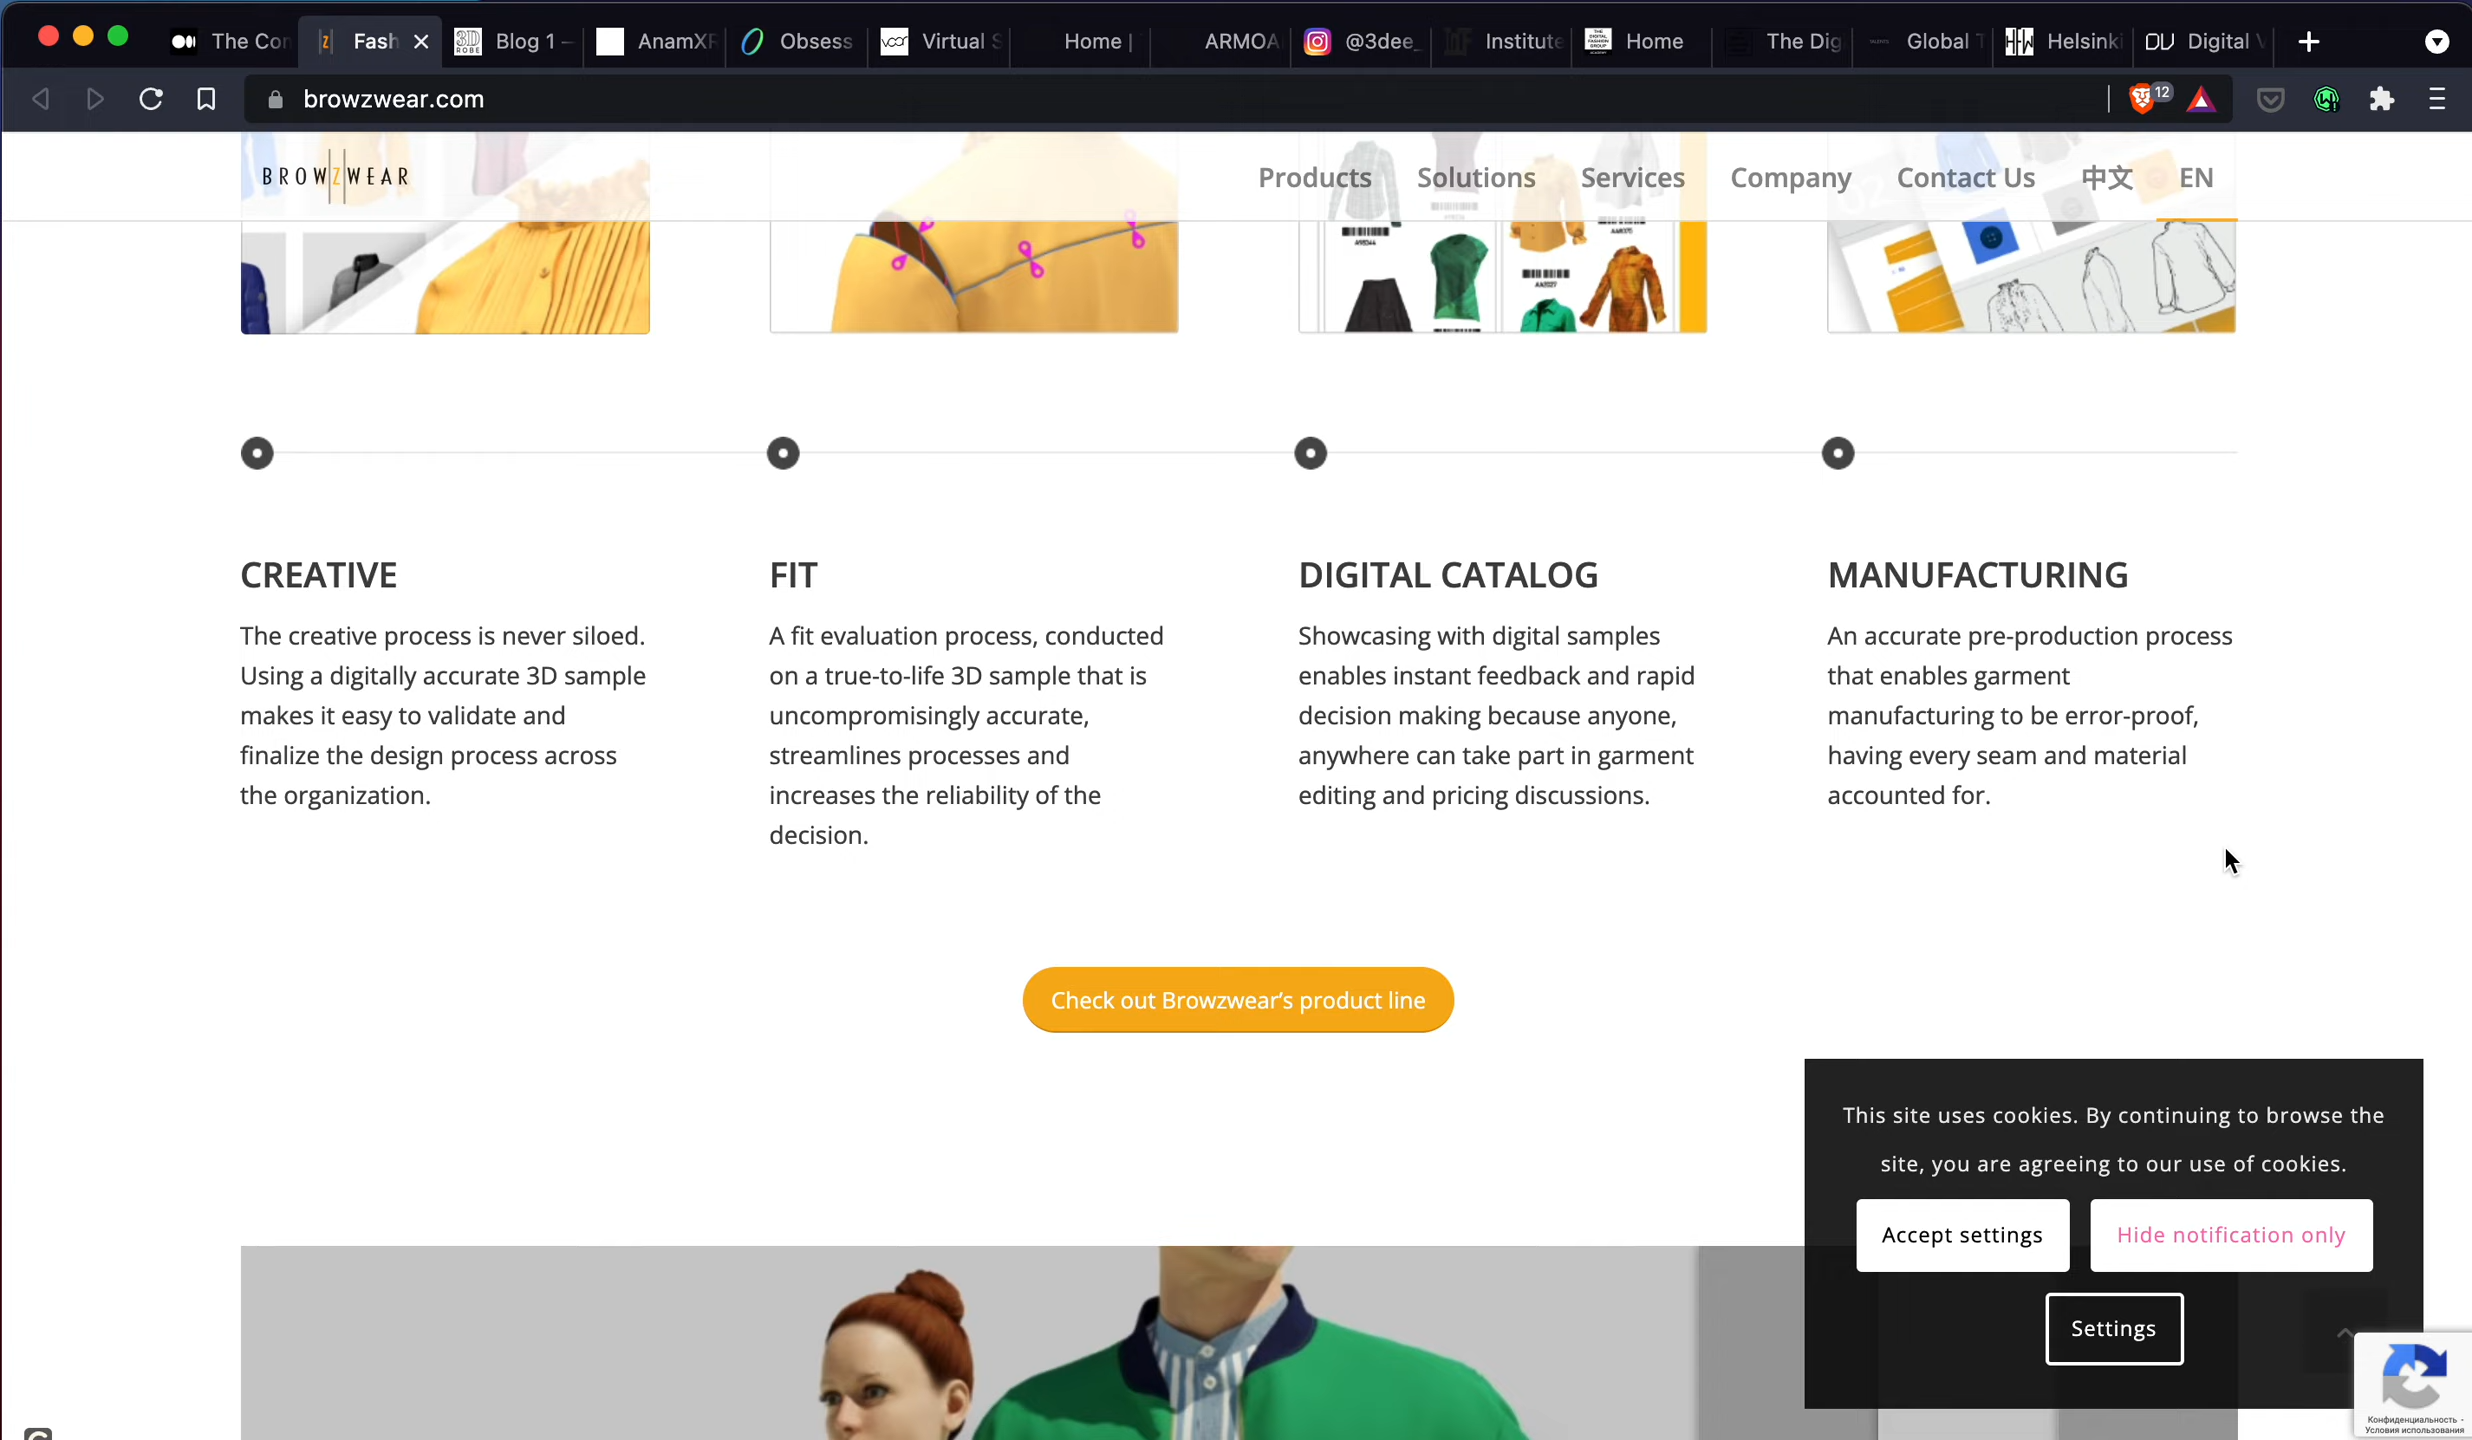 The Con
Fash
Blog 1 –
AnamXR
Obsess
Virtual S
Home |
ARMOA
@3dee_
Institute
Home
The Dig
Global T
Helsinki
Digital V
browzwear.com
12
BROWZWEAR
Products
Solutions
Services
Company
Contact Us
中文
EN
CREATIVE
The creative process is never siloed.
Using a digitally accurate 3D sample
makes it easy to validate and
finalize the design process across
the organization.
FIT
A fit evaluation process, conducted
on a true-to-life 3D sample that is
uncompromisingly accurate,
streamlines processes and
increases the reliability of the
decision.
DIGITAL CATALOG
Showcasing with digital samples
enables instant feedback and rapid
decision making because anyone,
anywhere can take part in garment
editing and pricing discussions.
MANUFACTURING
An accurate pre-production process
that enables garment
manufacturing to be error-proof,
having every seam and material
accounted for.
Check out Browzwear's product line
This site uses cookies. By continuing to browse the
site, you are agreeing to our use of cookies.
Accept settings
Hide notification only
Settings
Конфиденциальность -
Условия использования